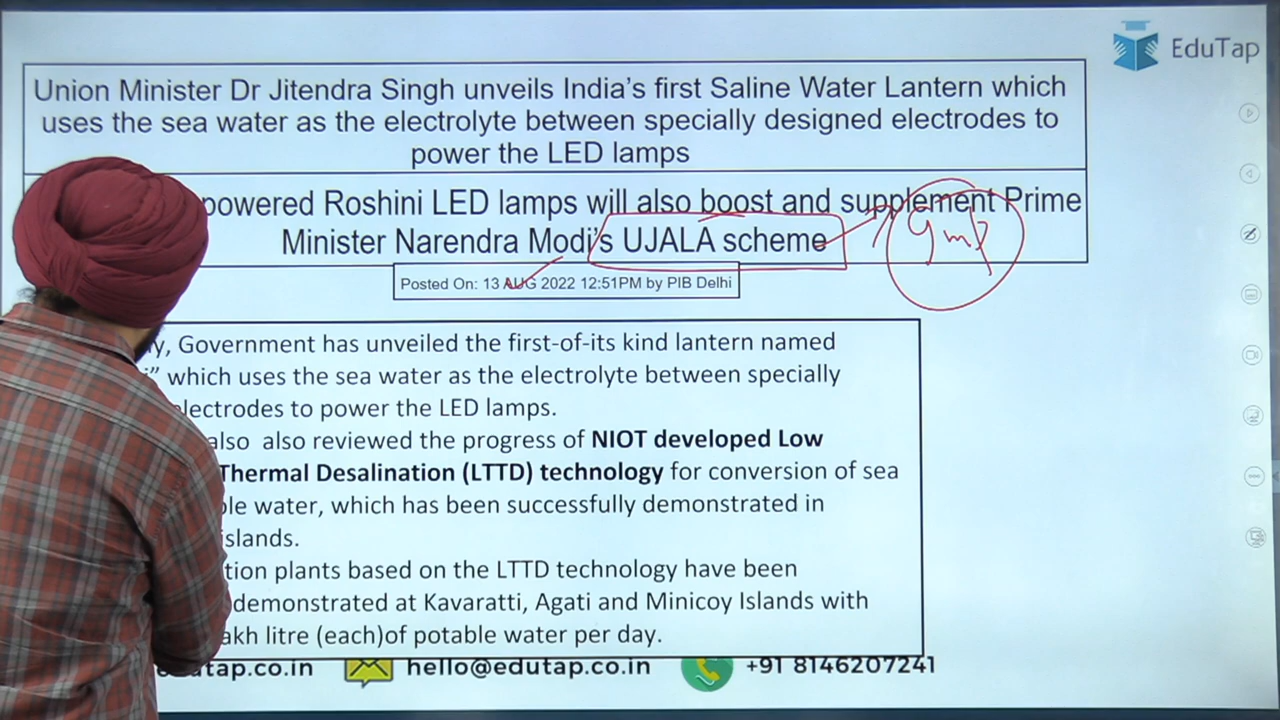 EduTap
Union Minister Dr Jitendra Singh unveils India's first Saline Water Lantern which
uses the sea water as the electrolyte between specially designed electrodes to
power the LED lamps
powered Roshini LED lamps will also boost and supplement Prime
Minister Narendra Modi's UJALA scheme
Posted On: 13 AUG 2022 12:51PM by PIB Delhi
Government has unveiled the first-of-its kind lantern named
which uses the sea water as the electrolyte between specially
electrodes to power the LED lamps.
also also reviewed the progress of NIOT developed Low
Thermal Desalination (LTTD) technology for conversion of sea
water, which has been successfully demonstrated in
islands.
plants based on the LTTD technology have been
demonstrated at Kavaratti, Agati and Minicoy Islands with
litre (each)of potable water per day.
hello@edutap.co.in +91 8146207241